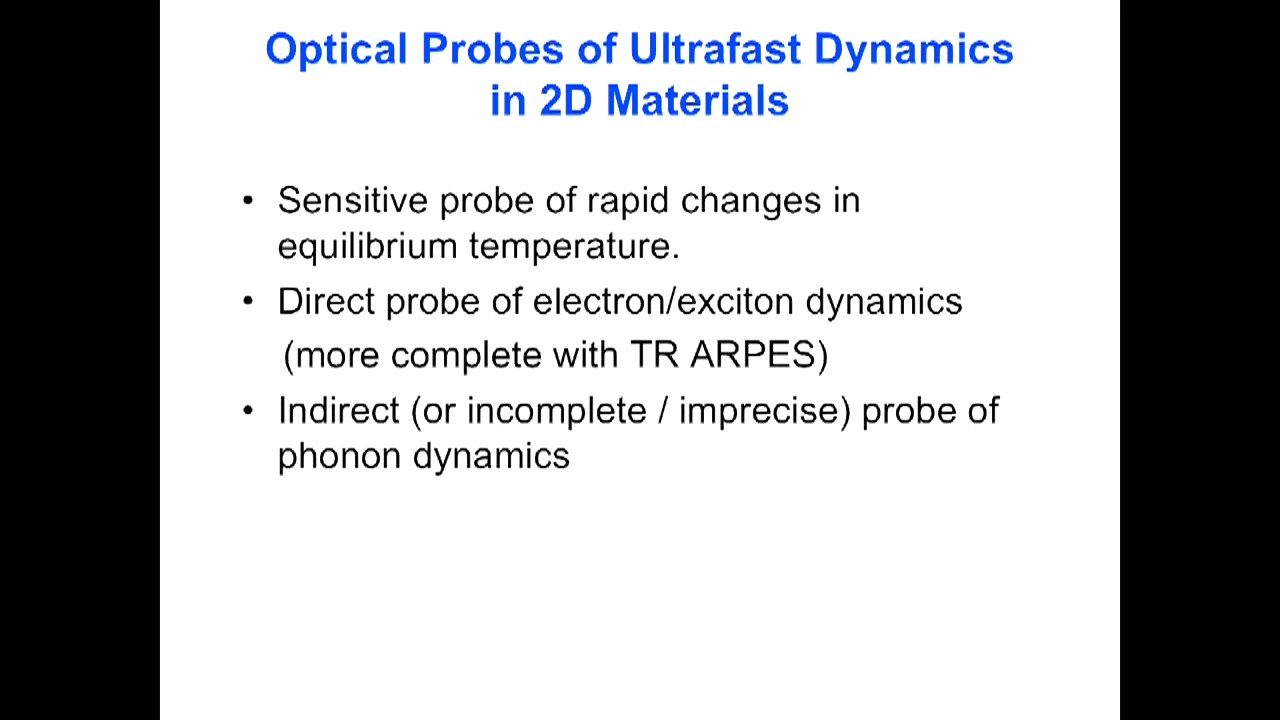 Optical Probes of Ultrafast Dynamics
in 2D Materials
• Sensitive probe of rapid changes in
equilibrium temperature.
• Direct probe of electron/exciton dynamics
(more complete with TR ARPES)
• Indirect (or incomplete / imprecise) probe of
phonon dynamics